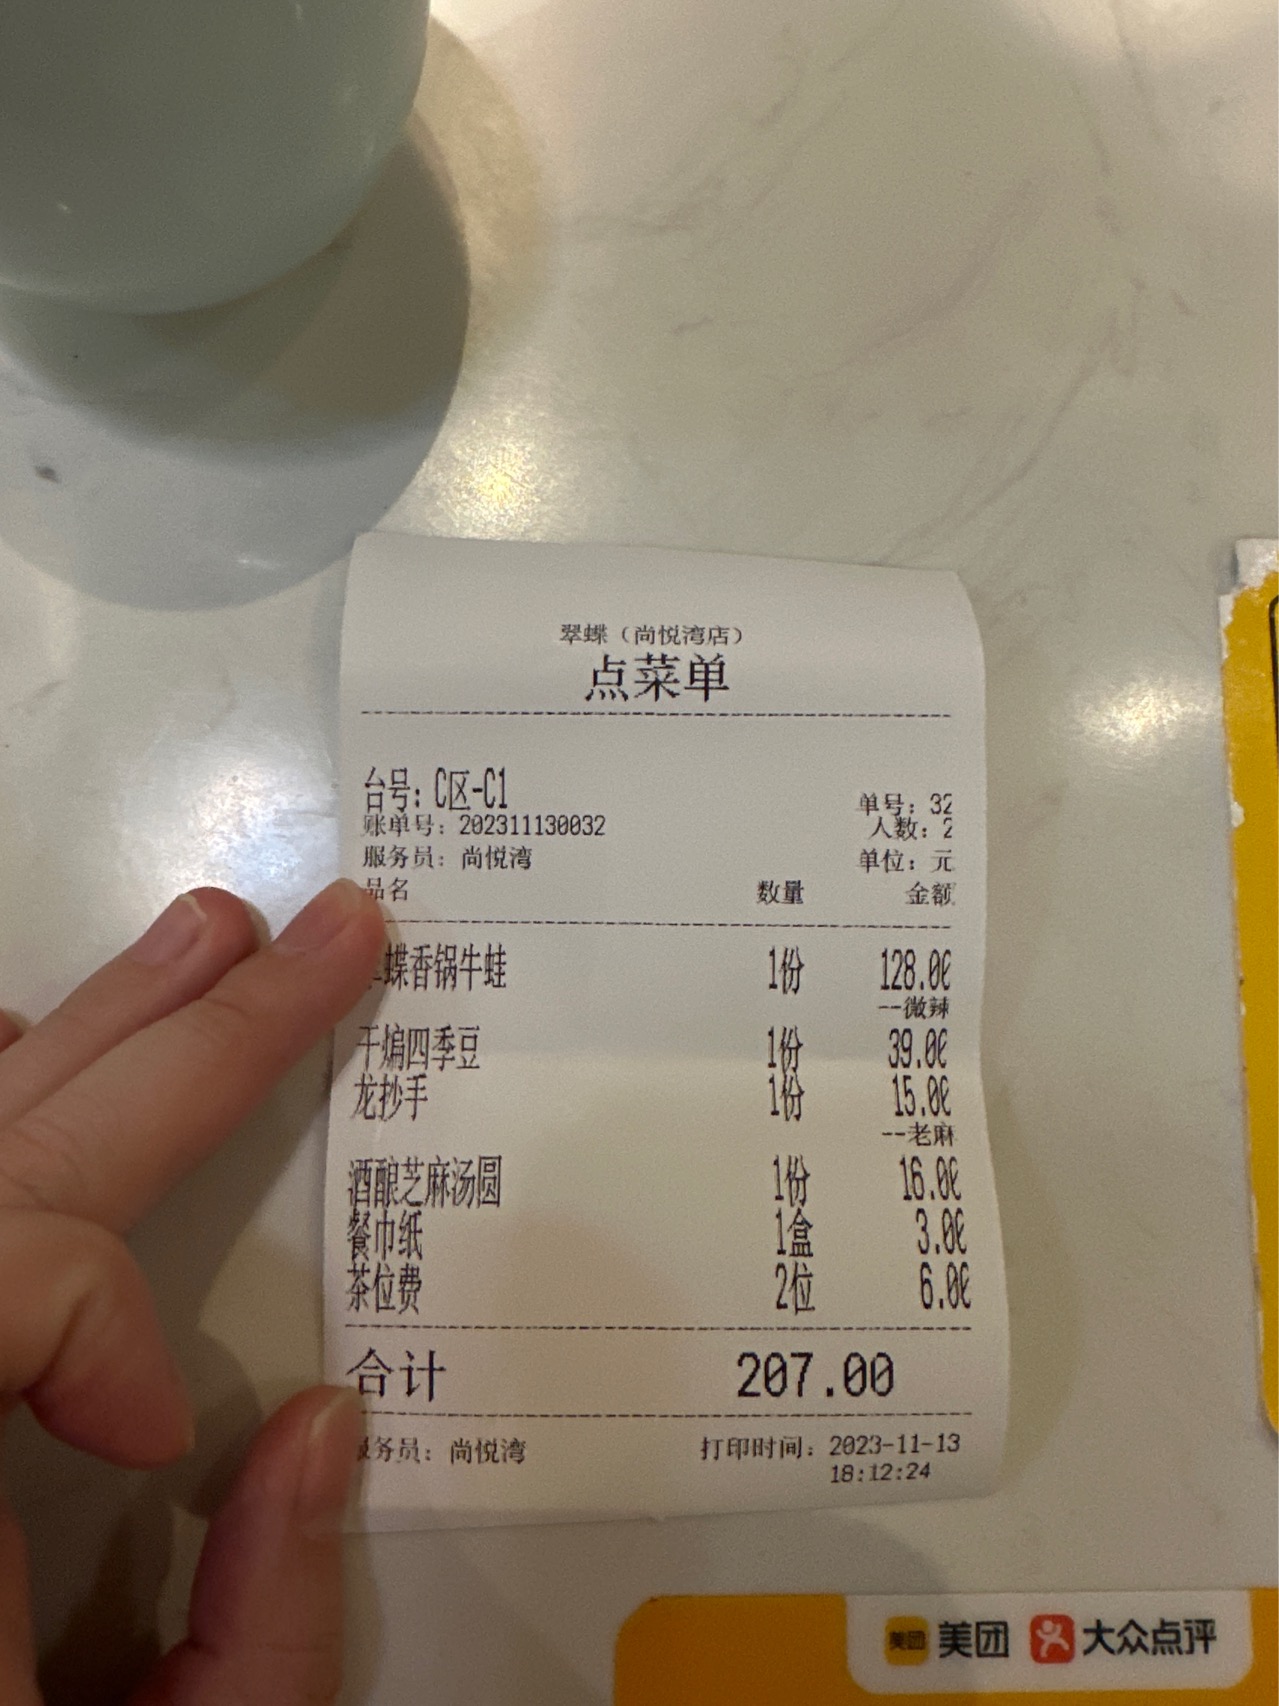 翠蝶（尚悦湾店）
点菜单
台号：C区-C1
单号：32
账单号：202311130032
人数：2
服务员：尚悦湾
单位：元
品名 数量 金额
蝶香锅牛蛙 1份 128.00
--微辣
干煸四季豆 1份 39.00
龙抄手 1份 15.00
--老麻
酒酿芝麻汤圆 1份 16.00
餐巾纸 1盒 3.00
茶位费 2位 6.00
合计 207.00
服务员：尚悦湾 打印时间：2023-11-13
18:12:24
美团 美团 大众点评